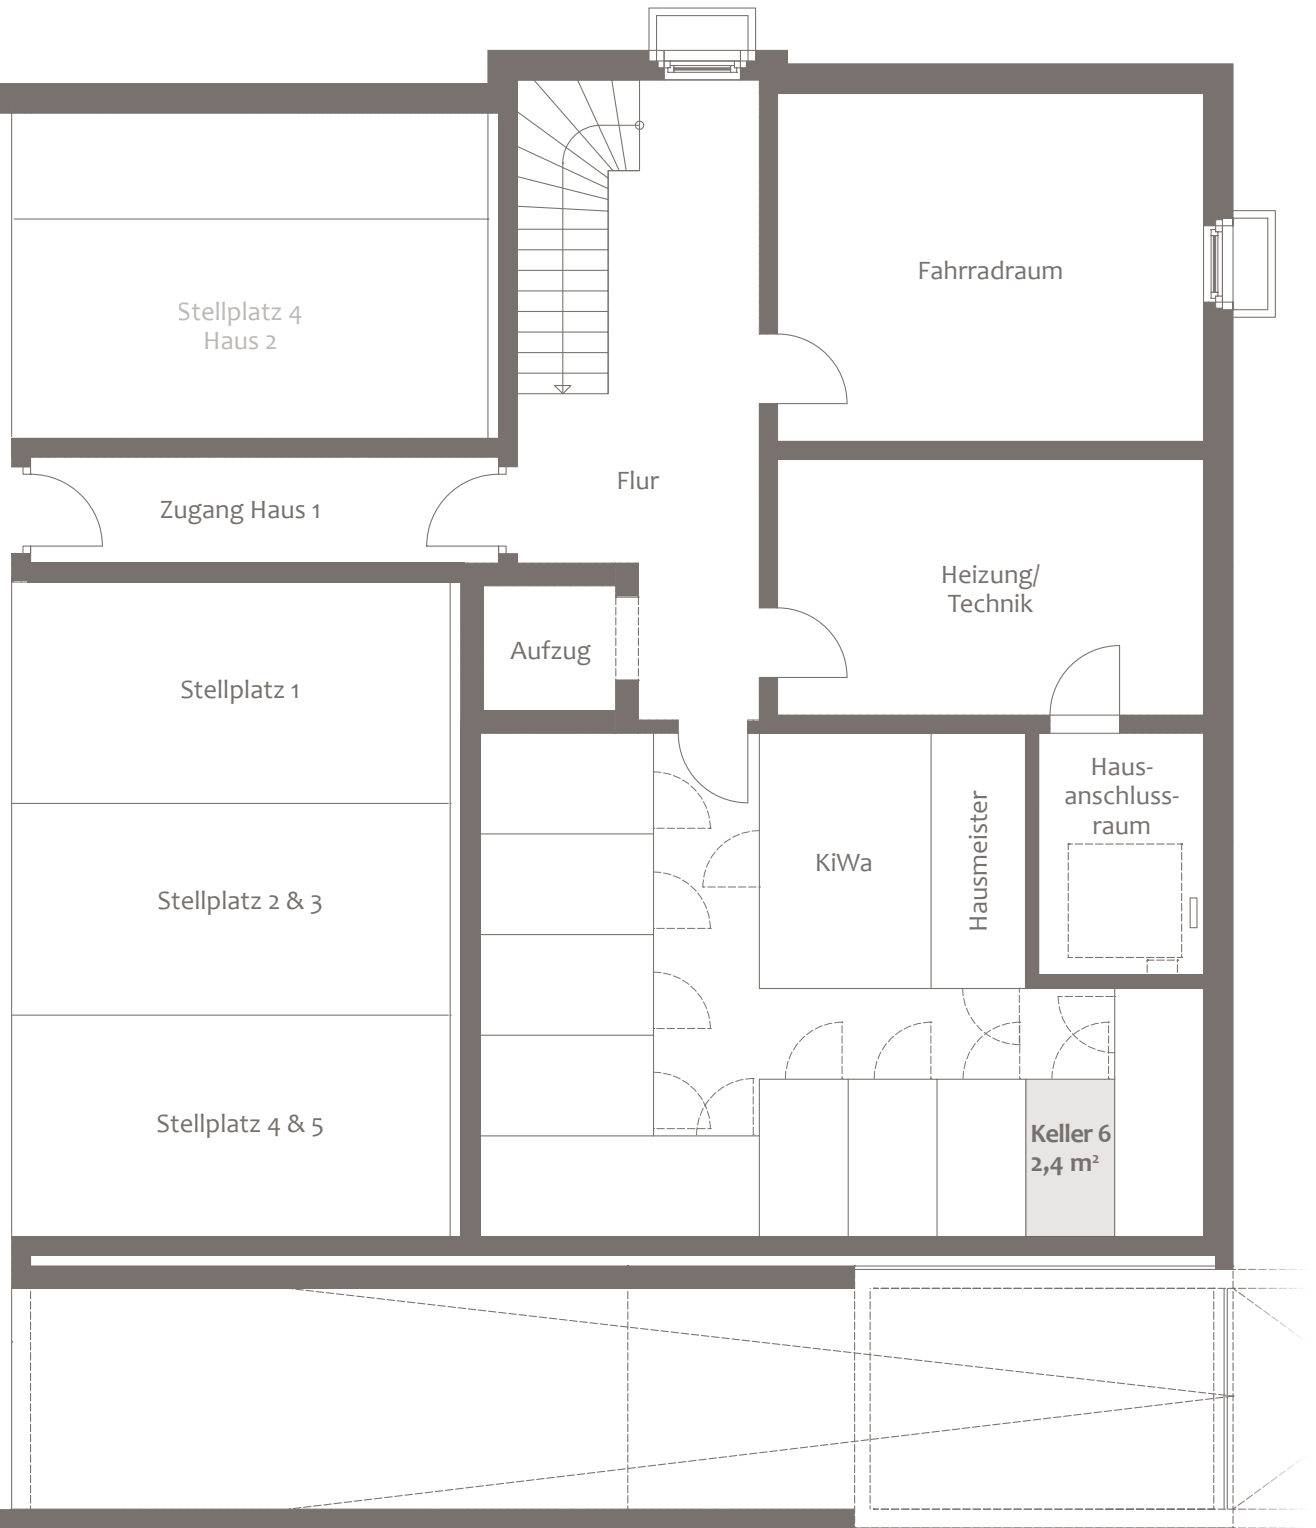 Fahrradraum
Stellplatz 4
Haus 2
Flur
Zugang Haus 1
Heizung/
Technik
Aufzug
Stellplatz 1
Haus-
anschluss-
raum
KiWa
Hausmeister
Stellplatz 2 & 3
Stellplatz 4 & 5
Keller 6
2,4 m²